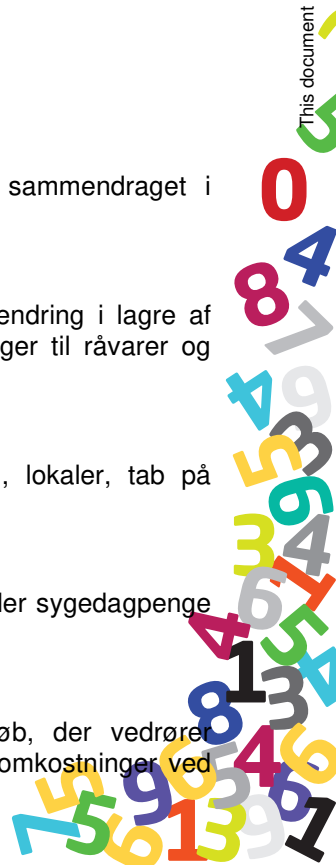 This document
sammendraget i
endring i lagre af
ger til råvarer og
, lokaler, tab på
der sygedagpenge
øb, der vedrører
omkostninger ved